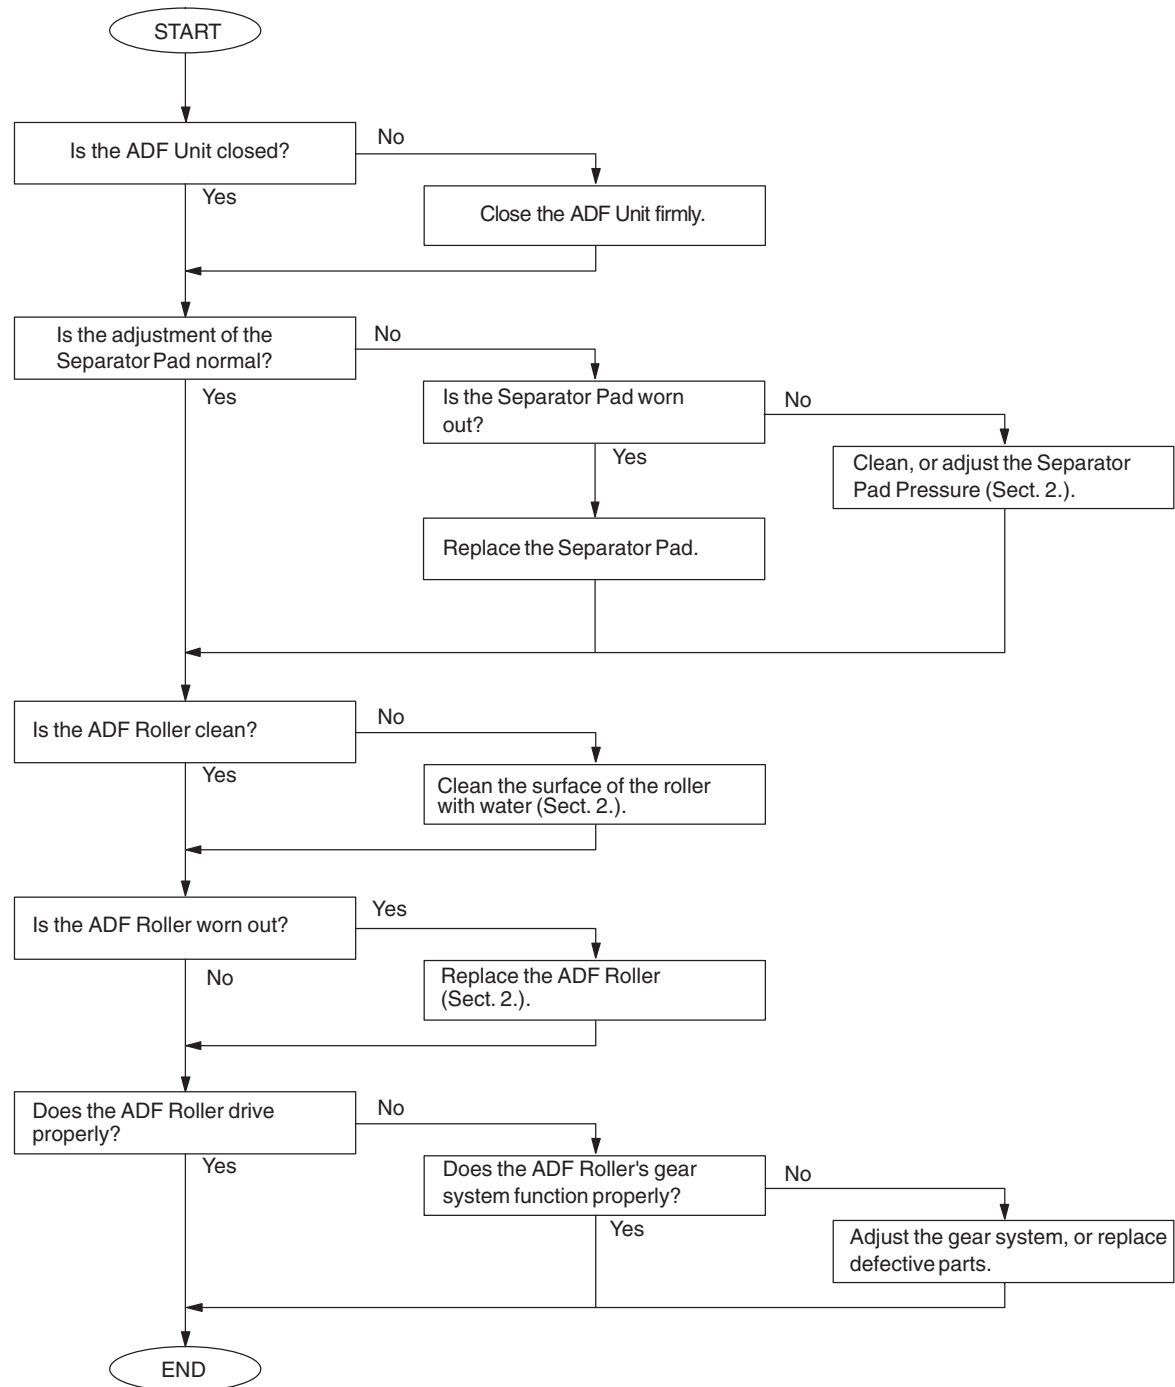 START
Is the ADF Unit closed?
No
Yes
Close the ADF Unit firmly.
Is the adjustment of the
Separator Pad normal?
No
Yes
Is the Separator Pad worn
out?
No
Yes
Clean, or adjust the Separator
Pad Pressure (Sect. 2.).
Replace the Separator Pad.
Is the ADF Roller clean?
No
Yes
Clean the surface of the roller
with water (Sect. 2.).
Is the ADF Roller worn out?
Yes
No
Replace the ADF Roller
(Sect. 2.).
Does the ADF Roller drive
properly?
No
Yes
Does the ADF Roller's gear
system function properly?
No
Yes
Adjust the gear system, or replace
defective parts.
END